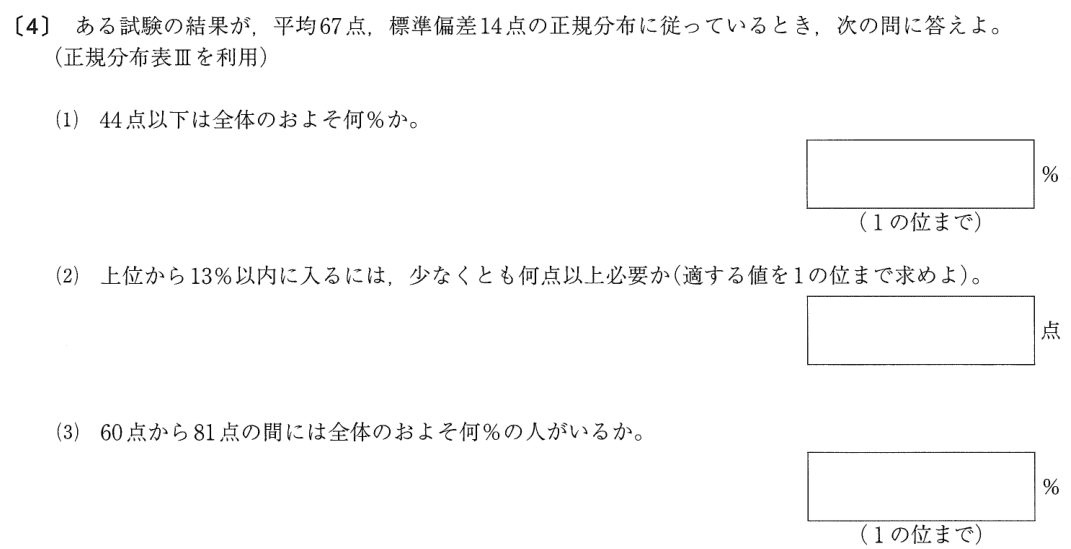 〔4〕 ある試験の結果が，平均67点，標準偏差14点の正規分布に従っているとき，次の問に答えよ。
（正規分布表Ⅲを利用）
⑴ 44点以下は全体のおよそ何％か。
％
（1の位まで）
⑵ 上位から13％以内に入るには，少なくとも何点以上必要か（適する値を1の位まで求めよ）。
点
⑶ 60点から81点の間には全体のおよそ何％の人がいるか。
％
（1の位まで）